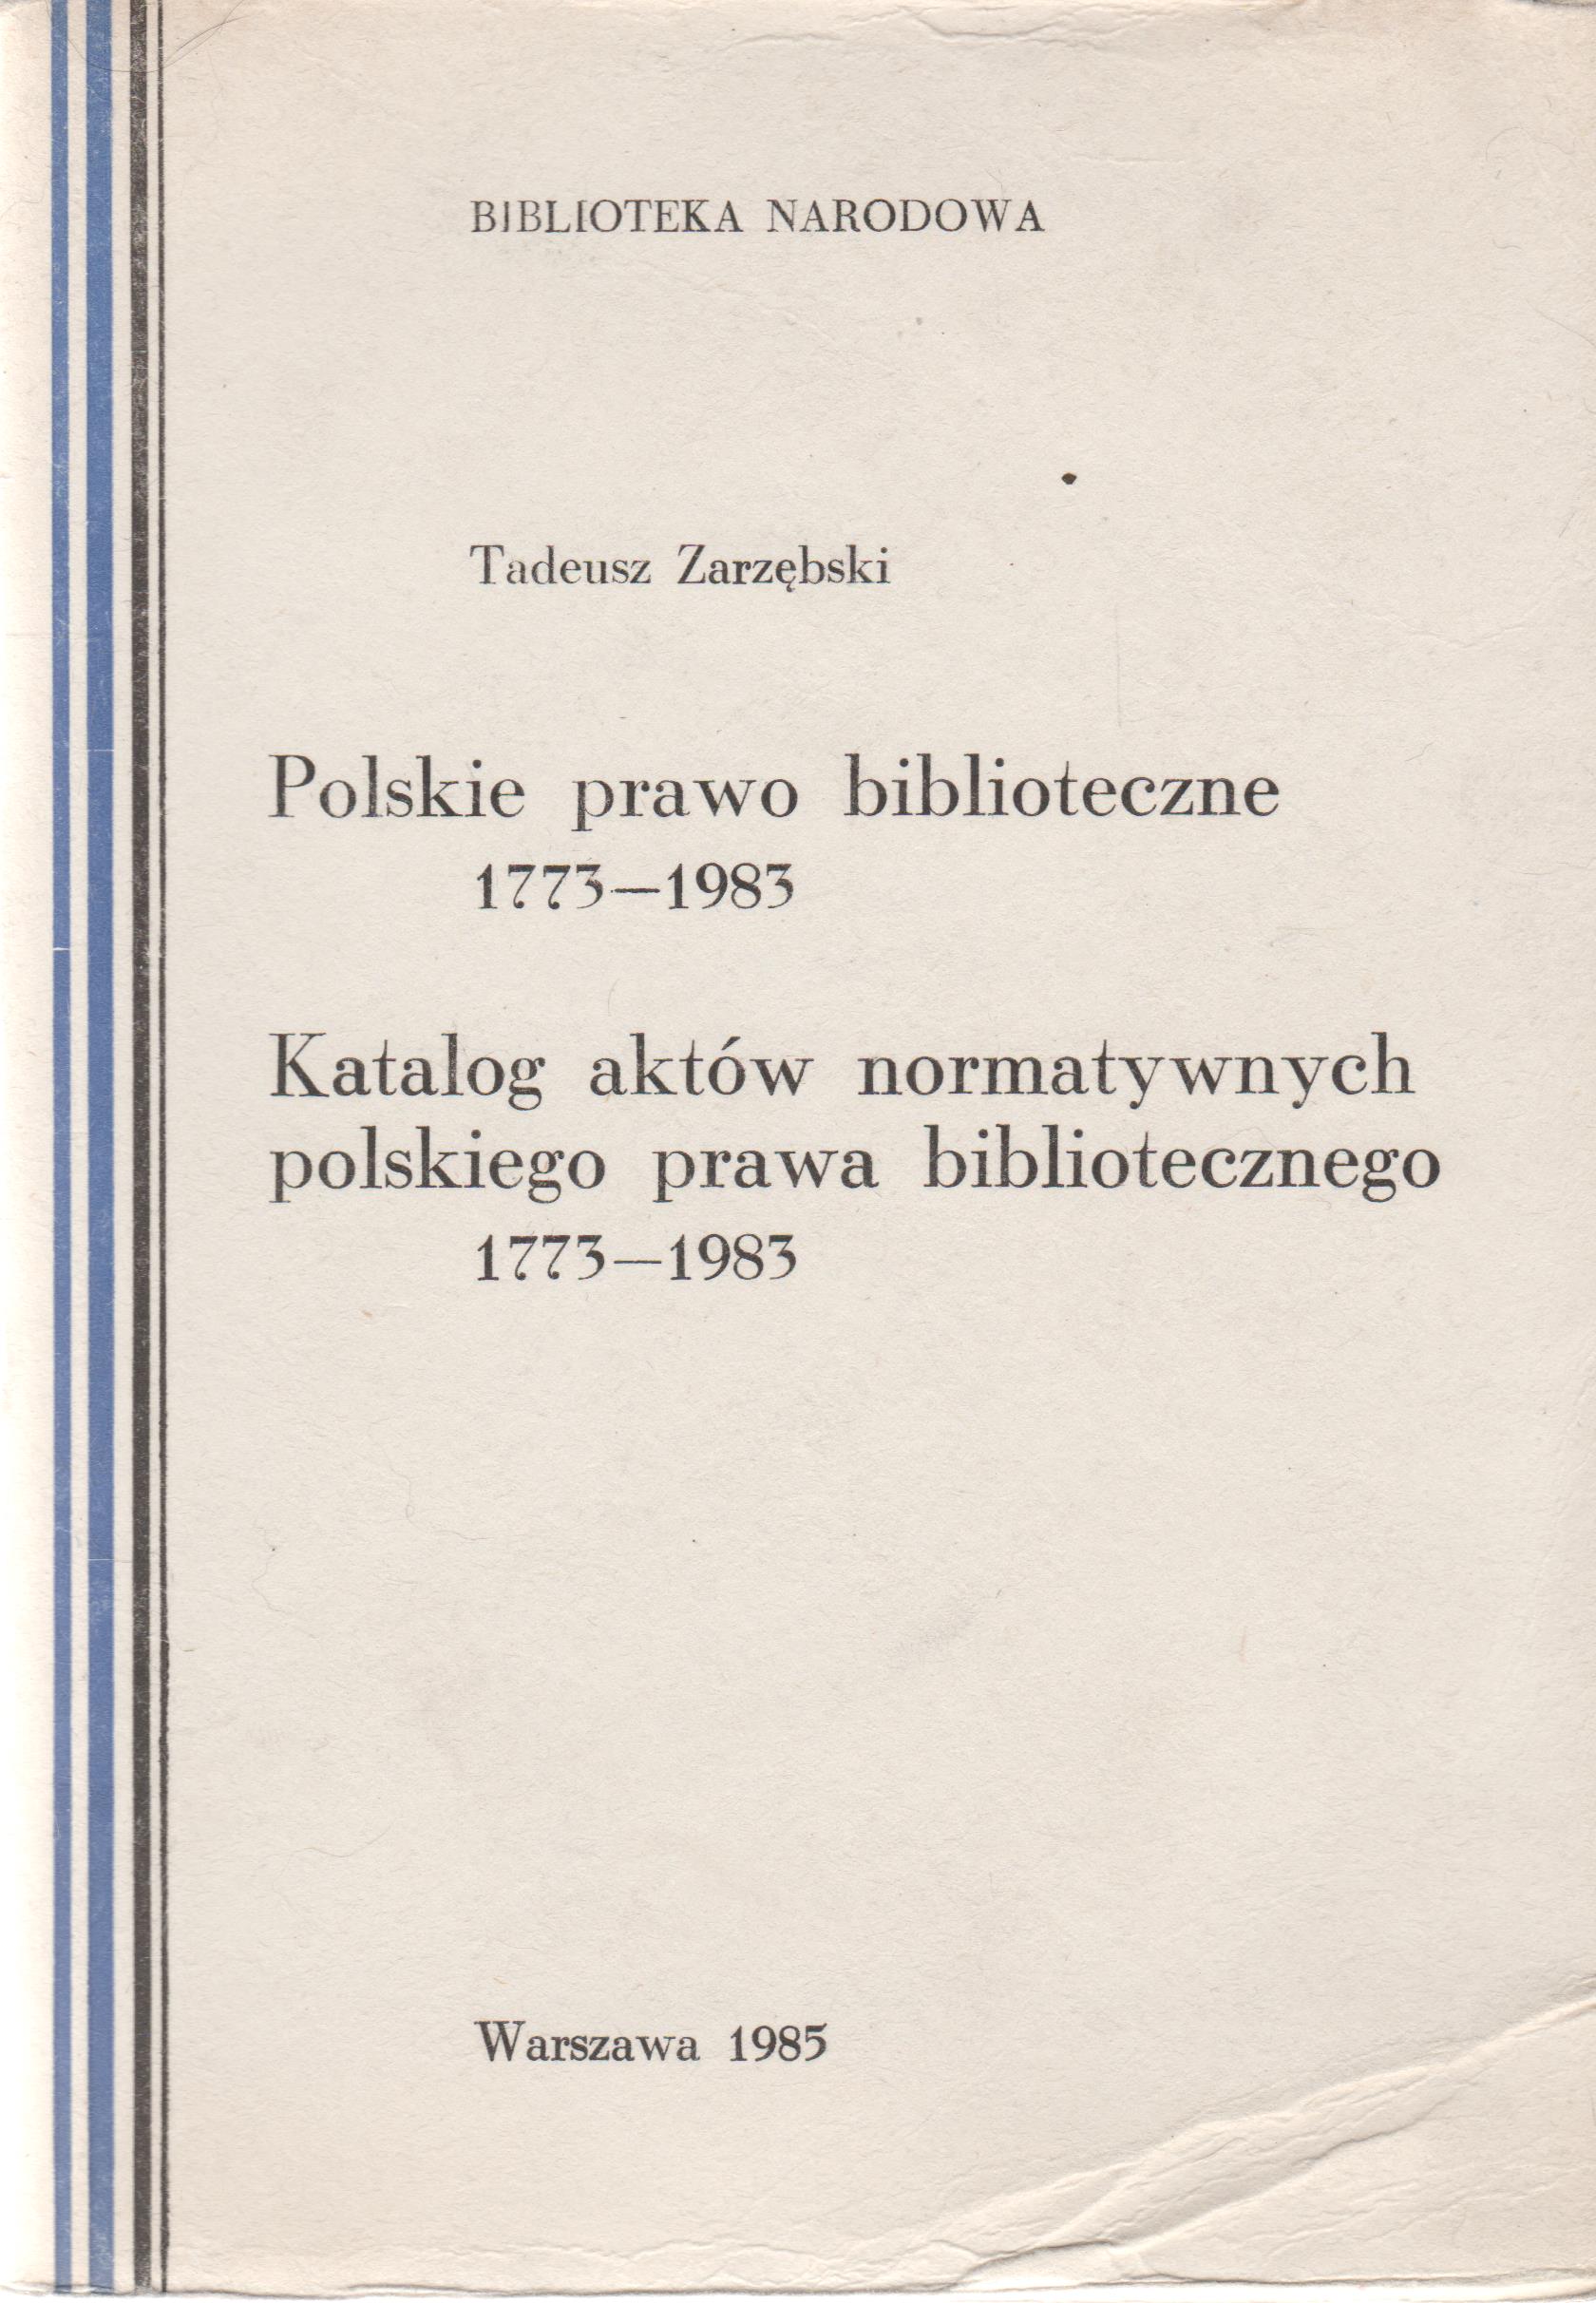 BIBLIOTEKA NARODOWA
Tadeusz Zarzębski
Polskie prawo biblioteczne
1773—1983
Katalog aktów normatywnych
polskiego prawa bibliotecznego
1773—1983
Warszawa 1985